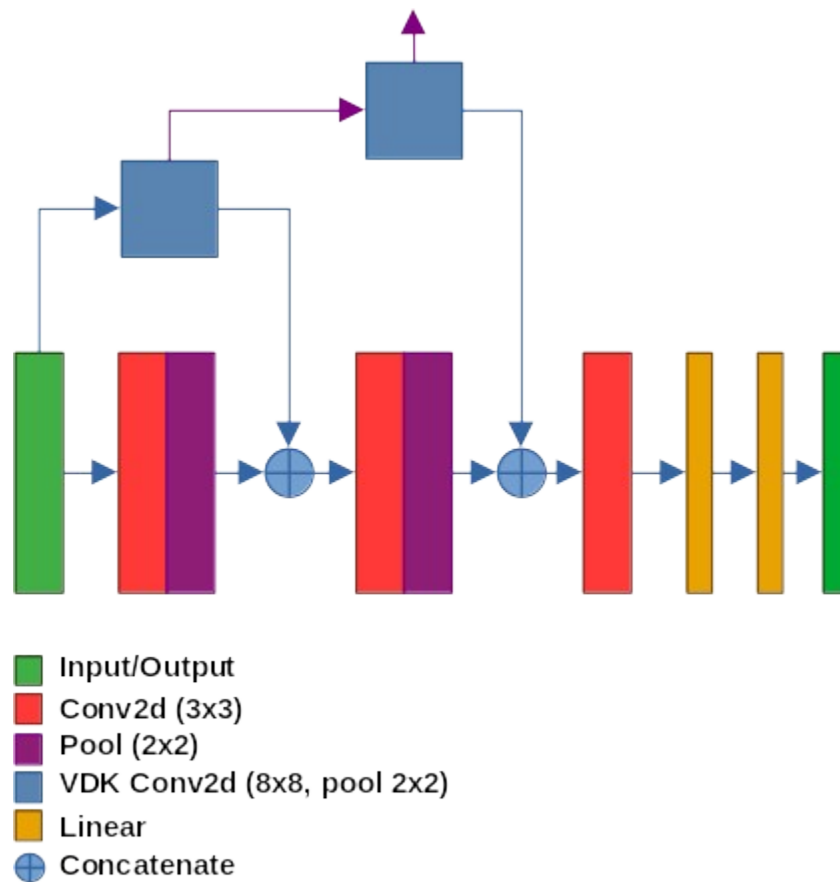 Input/Output
Conv2d (3x3)
Pool (2x2)
VDK Conv2d (8x8, pool 2x2)
Linear
Concatenate